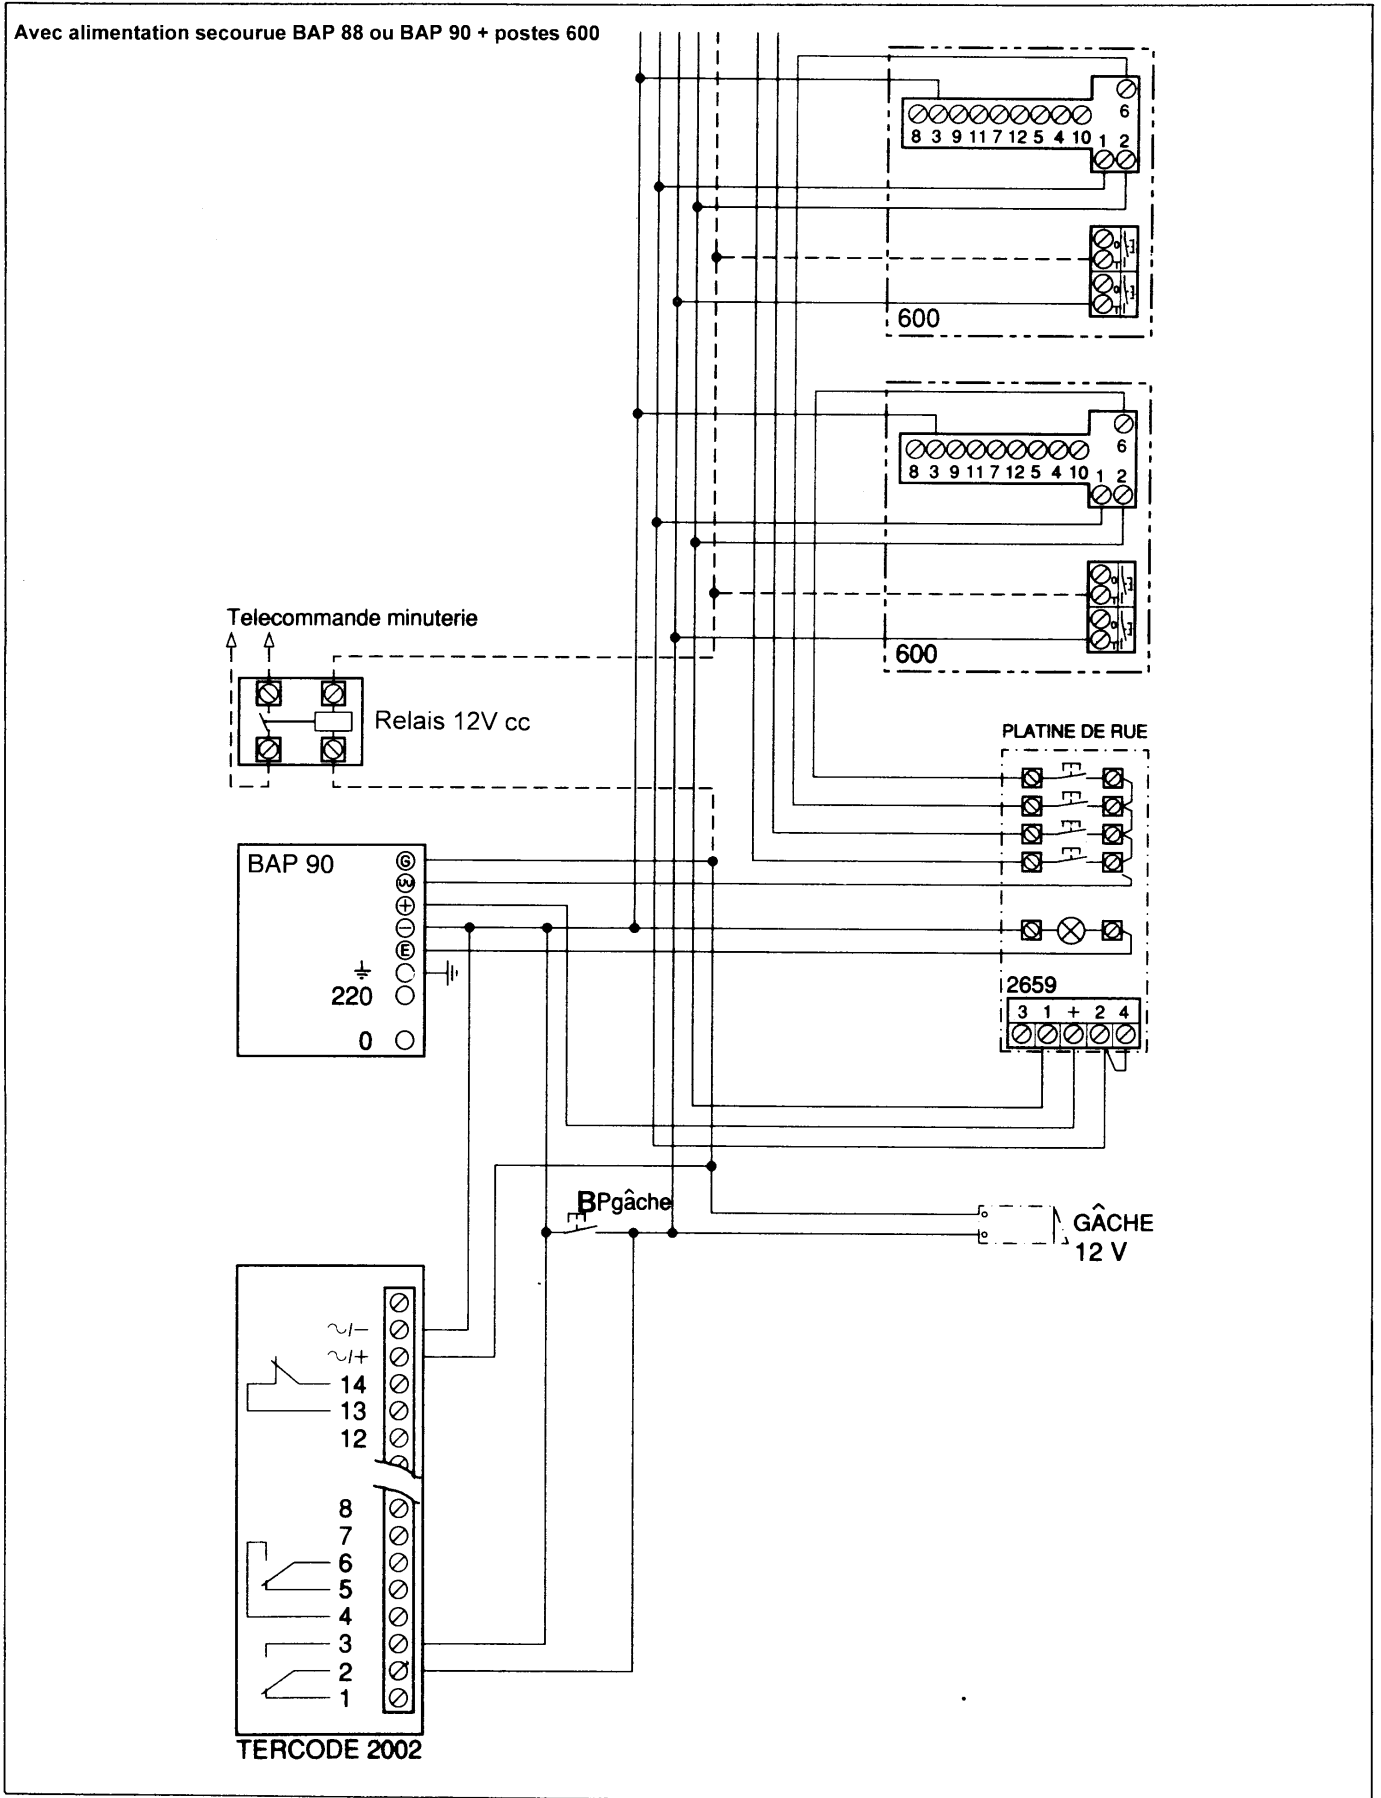 Avec alimentation secourue BAP 88 ou BAP 90 + postes 600
6
8 3 9 11 7 12 5 4 10 1 2
600
6
8 3 9 11 7 12 5 4 10 1 2
600
Telecommande minuterie
Relais 12V cc
PLATINE DE RUE
BAP 90
G
+
−
E
220
0
2659
3 1 + 2 4
BPgâche
GÂCHE
12 V
~/−
~/+
14
13
12
8
7
6
5
4
3
2
1
TERCODE 2002